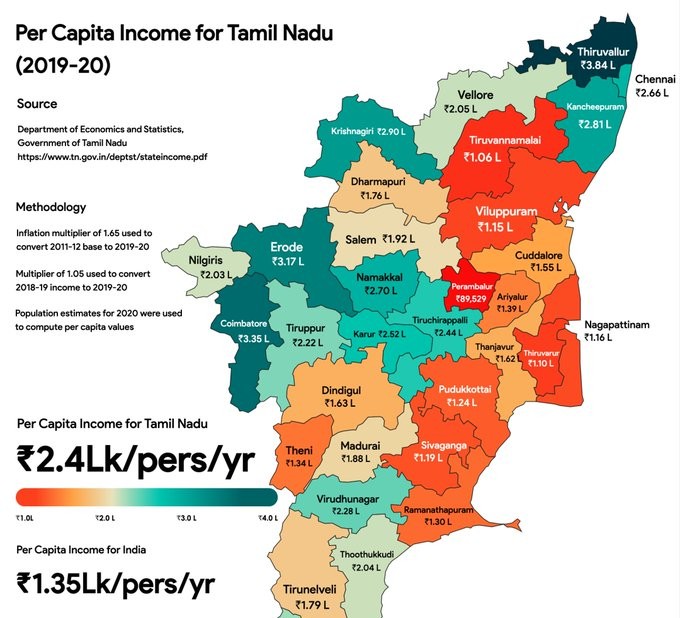 Per Capita Income for Tamil Nadu
(2019-20)
Source
Department of Economics and Statistics,
Government of Tamil Nadu
https://www.tn.gov.in/deptst/stateincome.pdf
Methodology
Inflation multiplier of 1.65 used to
convert 2011-12 base to 2019-20
Multiplier of 1.05 used to convert
2018-19 income to 2019-20
Population estimates for 2020 were used
to compute per capita values
Thiruvallur
₹3.84 L
Chennai
₹2.66 L
Vellore
₹2.05 L
Kancheepuram
₹2.81 L
Krishnagiri ₹2.90 L
Tiruvannamalai
₹1.06 L
Dharmapuri
₹1.76 L
Viluppuram
₹1.15 L
Salem ₹1.92 L
Erode
₹3.17 L
Nilgiris
₹2.03 L
Cuddalore
₹1.55 L
Namakkal
₹2.70 L
Perambalur
₹89,529
Ariyalur
₹1.39 L
Coimbatore
₹3.35 L
Tiruppur
₹2.22 L
Karur ₹2.52 L
Tiruchirappalli
₹2.44 L
Nagapattinam
₹1.16 L
Thanjavur
₹1.62 L
Thiruvarur
₹1.10 L
Dindigul
₹1.63 L
Pudukkottai
₹1.24 L
Theni
₹1.34 L
Madurai
₹1.88 L
Sivaganga
₹1.19 L
Virudhunagar
₹2.28 L
Ramanathapuram
₹1.30 L
Thoothukkudi
₹2.04 L
Tirunelveli
₹1.79 L
Per Capita Income for Tamil Nadu
₹2.4Lk/pers/yr
₹1.0L ₹2.0L ₹3.0L ₹4.0L
Per Capita Income for India
₹1.35Lk/pers/yr